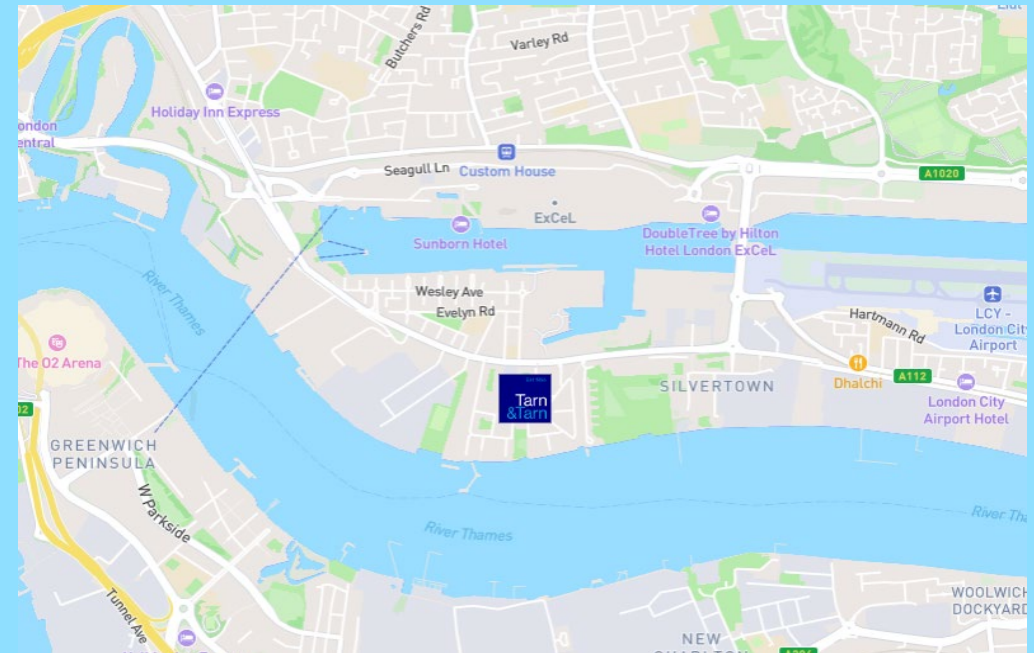 Butchers Rd
Varley Rd
Holiday Inn Express
London
Central
Seagull Ln
Custom House
A1020
ExCeL
Sunborn Hotel
DoubleTree by Hilton
Hotel London ExCeL
River Thames
Wesley Ave
Evelyn Rd
LCY -
London City
Airport
Hartmann Rd
The O2 Arena
Dhalchi
A112
SILVERTOWN
London City
Airport Hotel
Tarn
&Tarn
02
GREENWICH
PENINSULA
W Parkside
River Thames
River Tha
Tunnel Ave
WOOLWICH
DOCKYARD
NEW